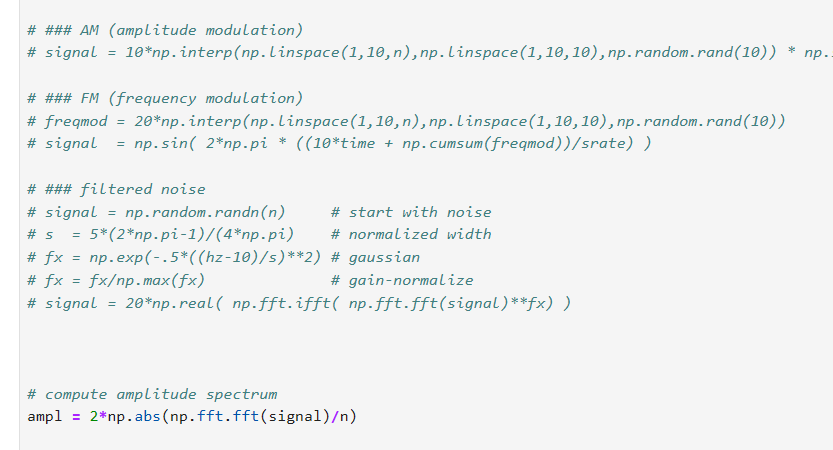 # ### AM (amplitude modulation)
# signal = 10*np.interp(np.linspace(1,10,n),np.linspace(1,10,10),np.random.rand(10)) * np.
# ### FM (frequency modulation)
# freqmod = 20*np.interp(np.linspace(1,10,n),np.linspace(1,10,10),np.random.rand(10))
# signal  = np.sin( 2*np.pi * ((10*time + np.cumsum(freqmod))/srate) )
# ### filtered noise
# signal = np.random.randn(n)     # start with noise
# s  = 5*(2*np.pi-1)/(4*np.pi)    # normalized width
# fx = np.exp(-.5*((hz-10)/s)**2) # gaussian
# fx = fx/np.max(fx)              # gain-normalize
# signal = 20*np.real( np.fft.ifft( np.fft.fft(signal)**fx) )
# compute amplitude spectrum
ampl = 2*np.abs(np.fft.fft(signal)/n)